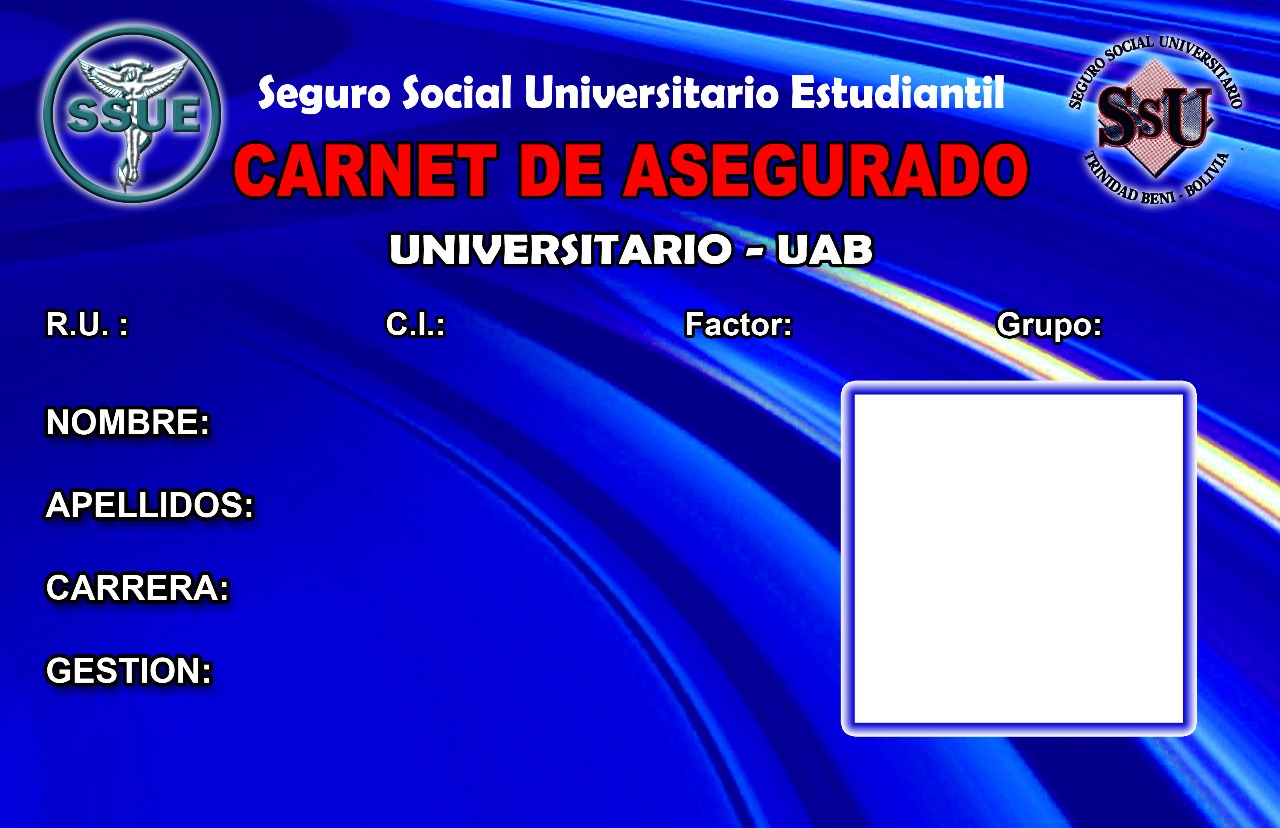 SSUE
Seguro Social Universitario Estudiantil
SEGURO SOCIAL UNIVERSITARIO
SSU
TRINIDAD BENI - BOLIVIA
CARNET DE ASEGURADO
UNIVERSITARIO - UAB
R.U. : C.I.: Factor: Grupo:
NOMBRE:
APELLIDOS:
CARRERA:
GESTION: